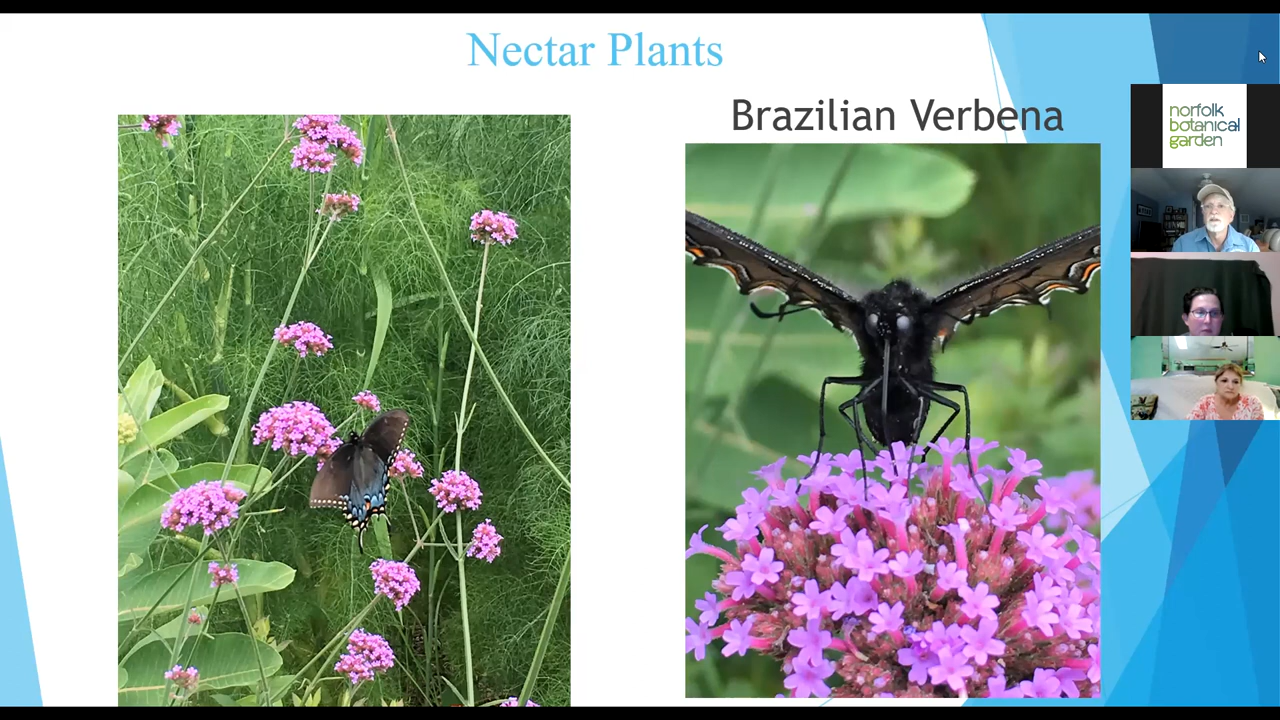 Nectar Plants
Brazilian Verbena
norfolk
botanical
garden